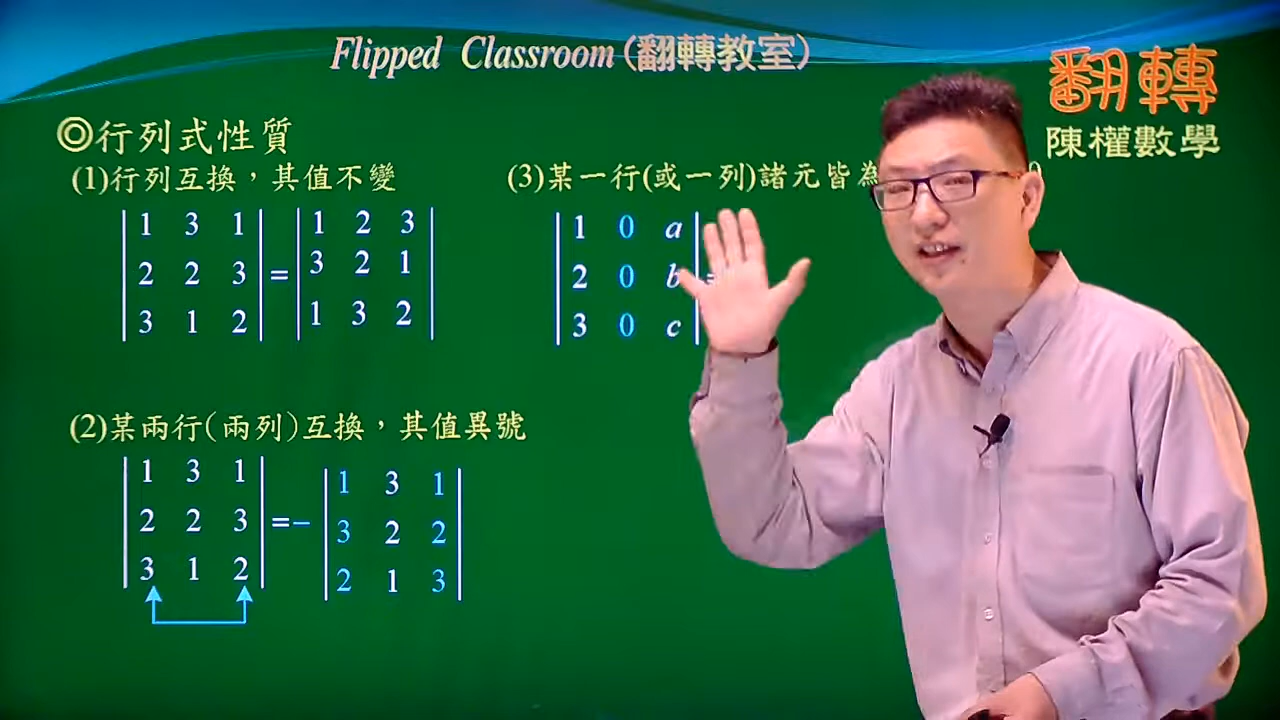 Flipped Classroom(翻轉教室)
翻轉
陳權數學
◎行列式性質
(1)行列互換，其值不變
1 3 1
2 2 3
3 1 2
=
1 2 3
3 2 1
1 3 2
(2)某兩行(兩列)互換，其值異號
1 3 1
2 2 3
3 1 2
=−
1 3 1
3 2 2
2 1 3
(3)某一行(或一列)諸元皆為
1 0 a
2 0 b
3 0 c